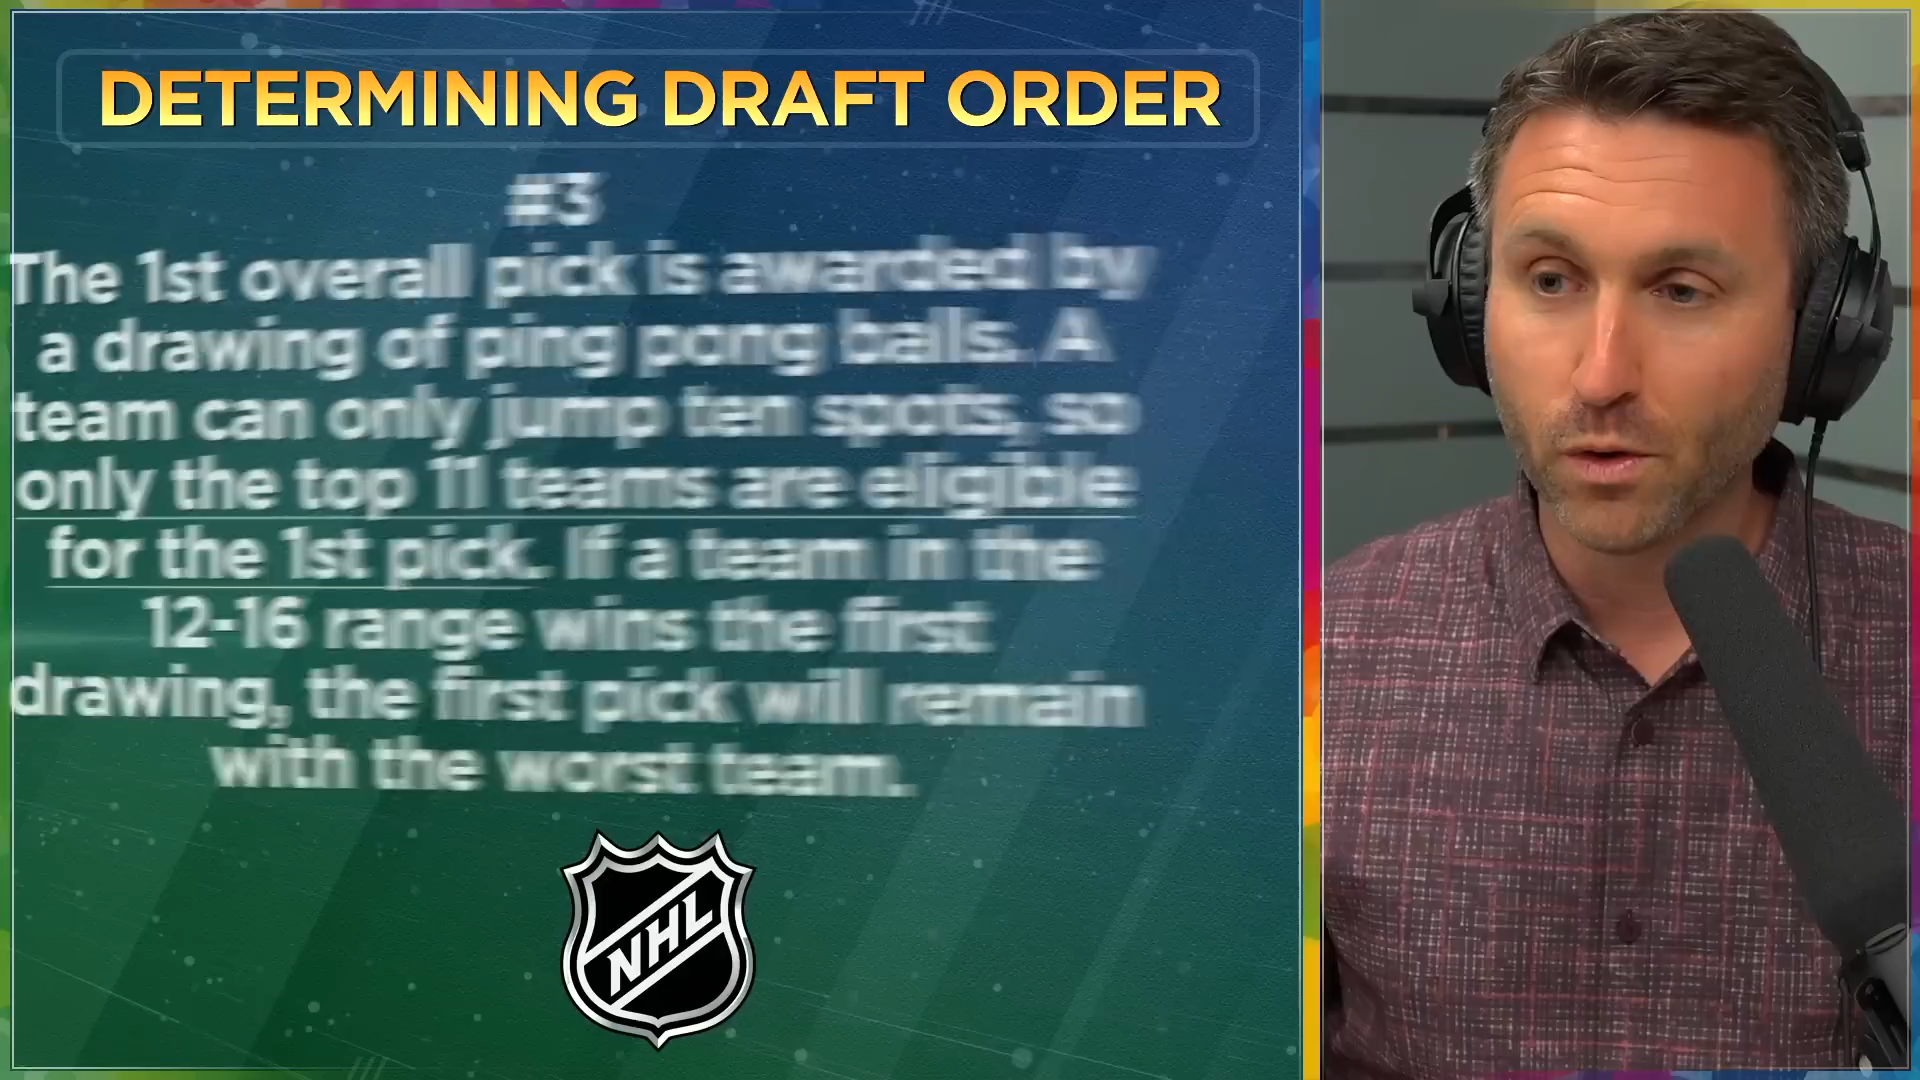 DETERMINING DRAFT ORDER
#3
The 1st overall pick is awarded by
a drawing of ping pong balls. A
team can only jump ten spots, so
only the top 11 teams are eligible
for the 1st pick. If a team in the
12-16 range wins the first
drawing, the first pick will remain
with the worst team.
NHL